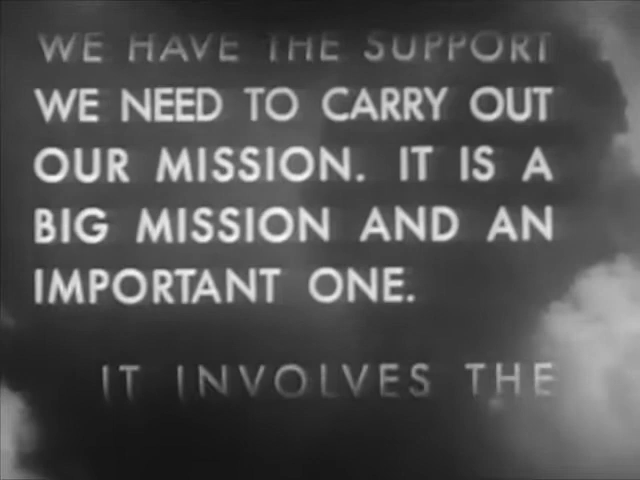 WE HAVE THE SUPPORT
WE NEED TO CARRY OUT
OUR MISSION. IT IS A
BIG MISSION AND AN
IMPORTANT ONE.
IT INVOLVES THE